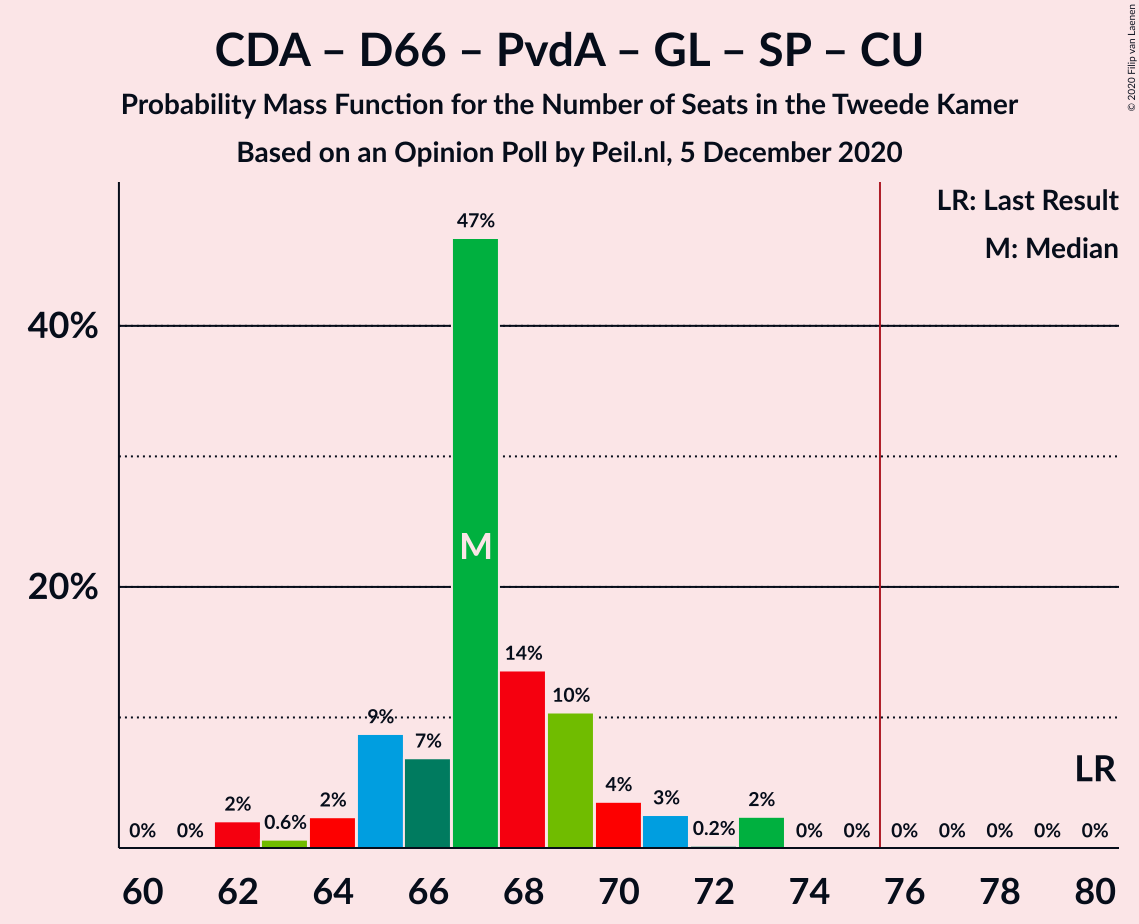 CDA – D66 – PvdA – GL – SP – CU
Probability Mass Function for the Number of Seats in the Tweede Kamer
Based on an Opinion Poll by Peil.nl, 5 December 2020
© 2020 Filip van Laenen
LR: Last Result
M: Median
40%
20%
47%
M
14%
10%
9%
7%
4%
3%
2%
0.6%
2%
0.2%
2%
LR
0% 0%
0% 0% 0% 0% 0% 0% 0%
60 62 64 66 68 70 72 74 76 78 80